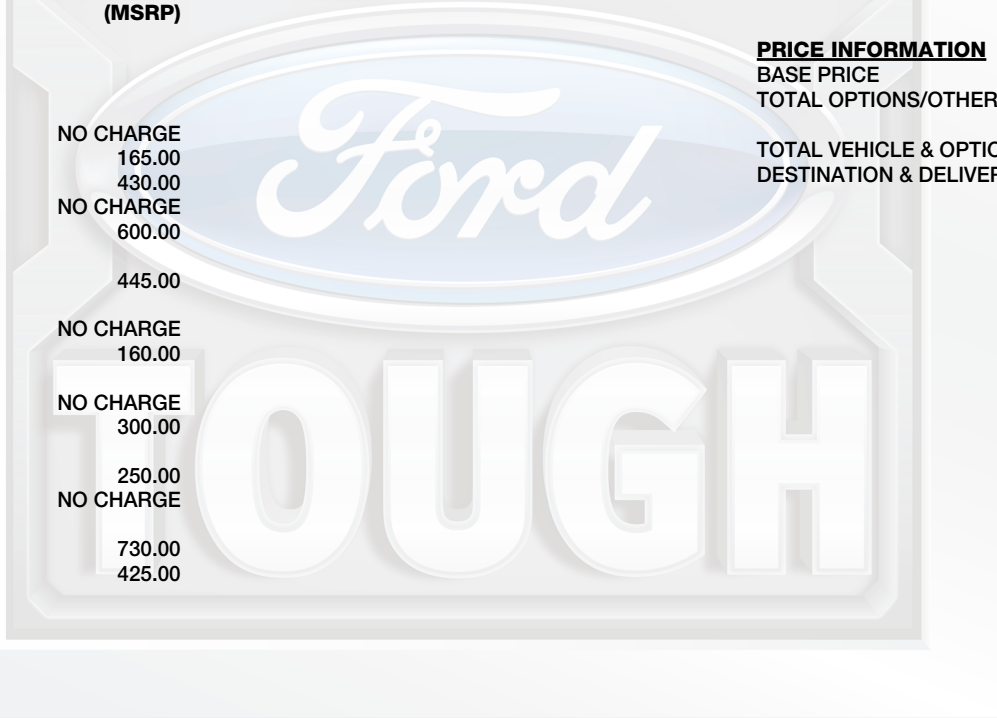 (MSRP)
NO CHARGE
165.00
430.00
NO CHARGE
600.00
445.00
NO CHARGE
160.00
NO CHARGE
300.00
250.00
NO CHARGE
730.00
425.00
PRICE INFORMATION
BASE PRICE
TOTAL OPTIONS/OTHER
TOTAL VEHICLE & OPTIO
DESTINATION & DELIVER
Ford
TOUGH